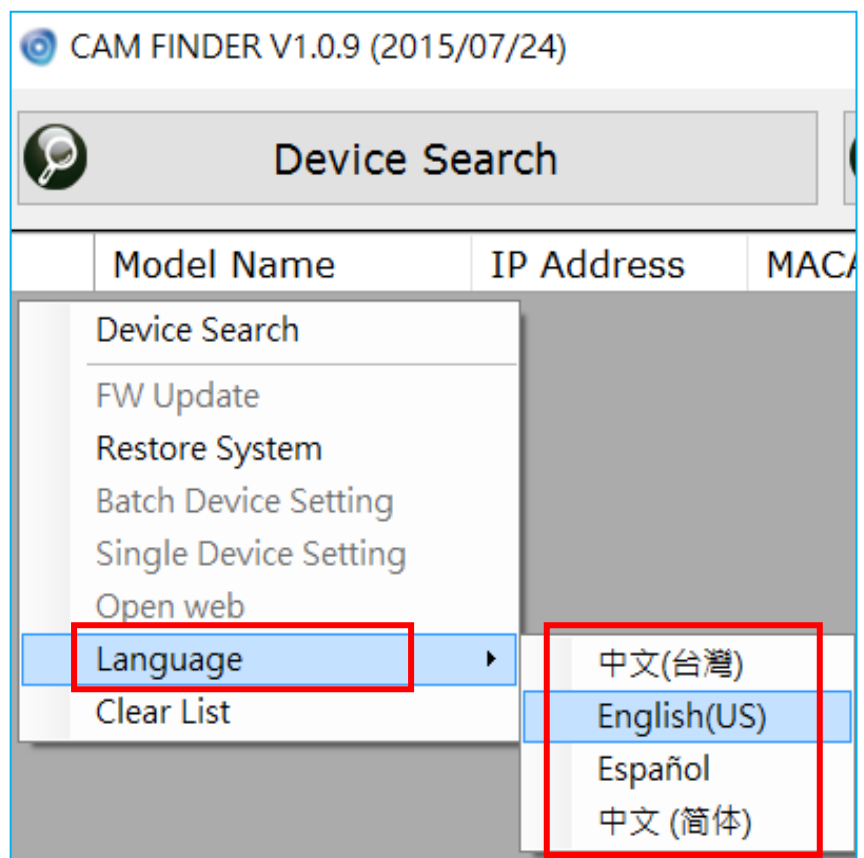 CAM FINDER V1.0.9 (2015/07/24)
Device Search
Model Name IP Address MACA
Device Search
FW Update
Restore System
Batch Device Setting
Single Device Setting
Open web
Language
Clear List
中文(台灣)
English(US)
Español
中文 (简体)